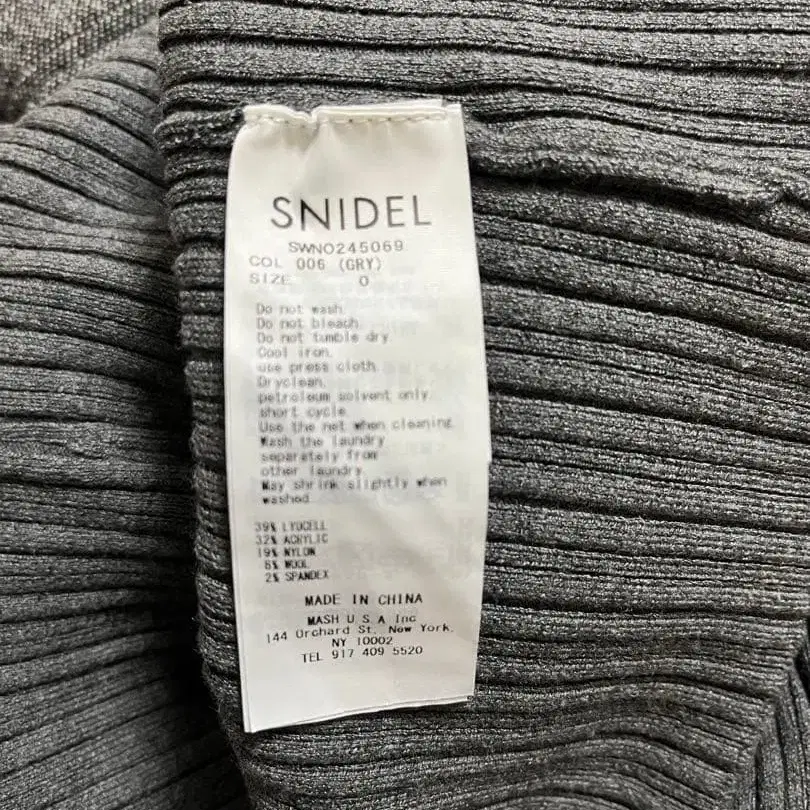 SNIDEL
SWNO245069
COL 006 (GRY)
SIZE 0
Do not wash.
Do not bleach.
Do not tumble dry.
Cool iron.
use press cloth.
Dryclean.
petroleum solvent only.
short cycle.
Use the net when cleaning.
Wash the laundry
separately from
other laundry.
May shrink slightly when
washed.
39% LYOCELL
32% ACRYLIC
19% NYLON
8% WOOL
2% SPANDEX
MADE IN CHINA
MASH U.S.A Inc
144 Orchard St. New York.
NY 10002
TEL 917 409 5520